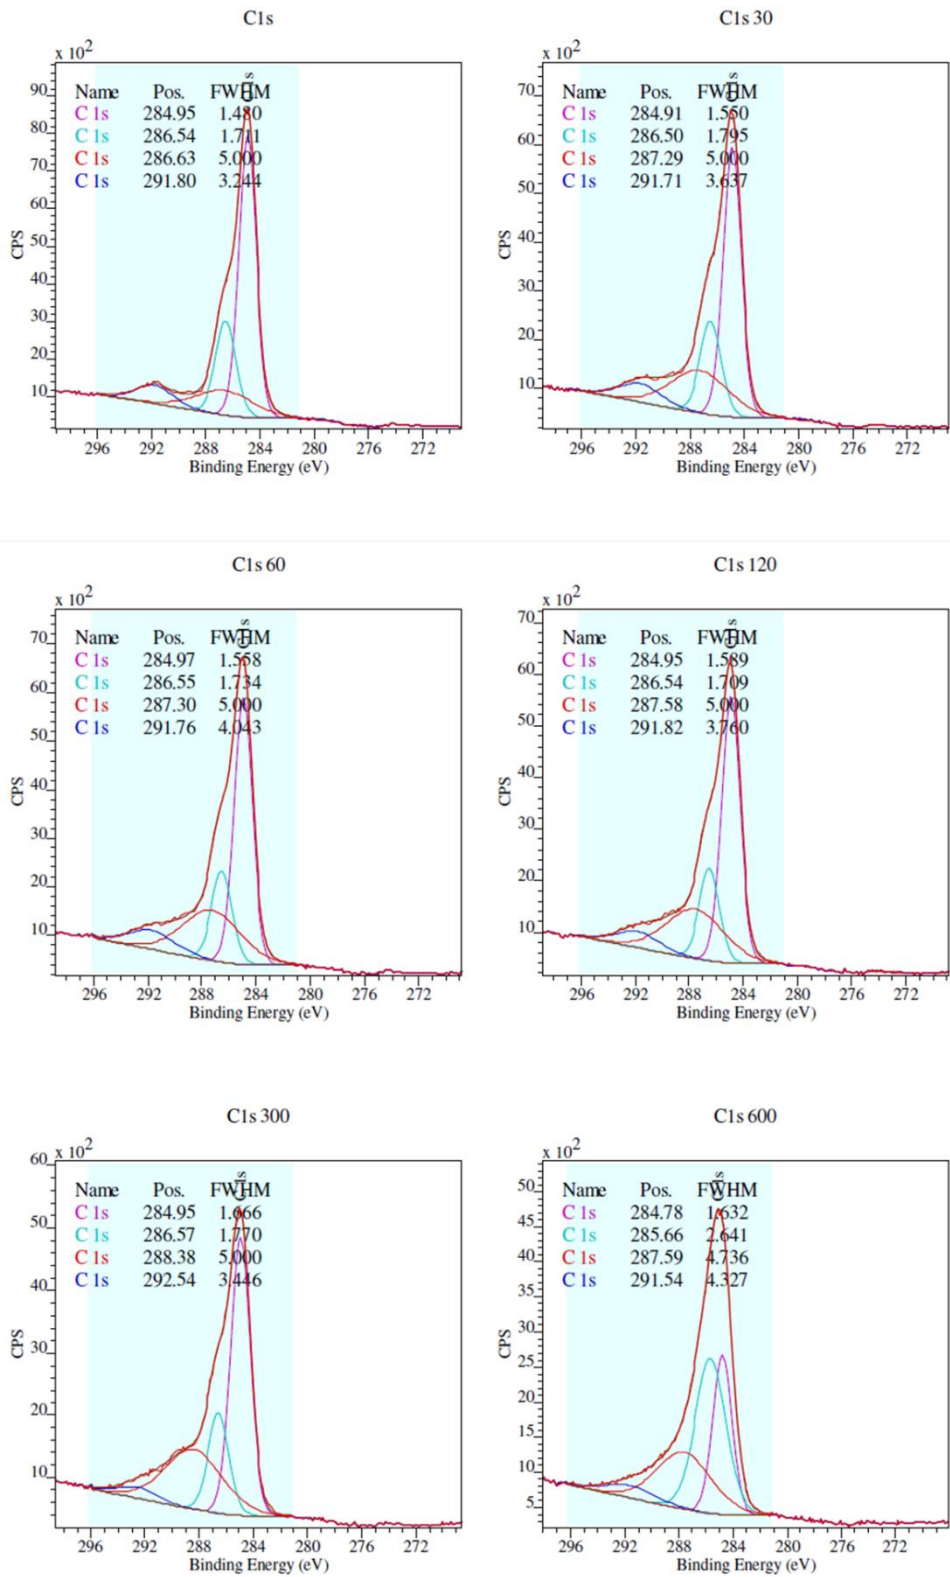 C1s
x 10²
Name Pos. FWHM
C 1s 284.95 1.480
C 1s 286.54 1.711
C 1s 286.63 5.000
C 1s 291.80 3.244
C1s
90
80
70
60
50
40
30
20
10
CPS
296 292 288 284 280 276 272
Binding Energy (eV)
C1s 30
x 10²
Name Pos. FWHM
C 1s 284.91 1.550
C 1s 286.50 1.795
C 1s 287.29 5.000
C 1s 291.71 3.637
C1s
70
60
50
40
30
20
10
CPS
296 292 288 284 280 276 272
Binding Energy (eV)
C1s 60
x 10²
Name Pos. FWHM
C 1s 284.97 1.558
C 1s 286.55 1.734
C 1s 287.30 5.000
C 1s 291.76 4.043
C1s
70
60
50
40
30
20
10
CPS
296 292 288 284 280 276 272
Binding Energy (eV)
C1s 120
x 10²
Name Pos. FWHM
C 1s 284.95 1.589
C 1s 286.54 1.709
C 1s 287.58 5.000
C 1s 291.82 3.760
C1s
70
60
50
40
30
20
10
CPS
296 292 288 284 280 276 272
Binding Energy (eV)
C1s 300
x 10²
Name Pos. FWHM
C 1s 284.95 1.666
C 1s 286.57 1.770
C 1s 288.38 5.000
C 1s 292.54 3.446
C1s
60
50
40
30
20
10
CPS
296 292 288 284 280 276 272
Binding Energy (eV)
C1s 600
x 10²
Name Pos. FWHM
C 1s 284.78 1.632
C 1s 285.66 2.641
C 1s 287.59 4.736
C 1s 291.54 4.327
C1s
50
45
40
35
30
25
20
15
10
5
CPS
296 292 288 284 280 276 272
Binding Energy (eV)